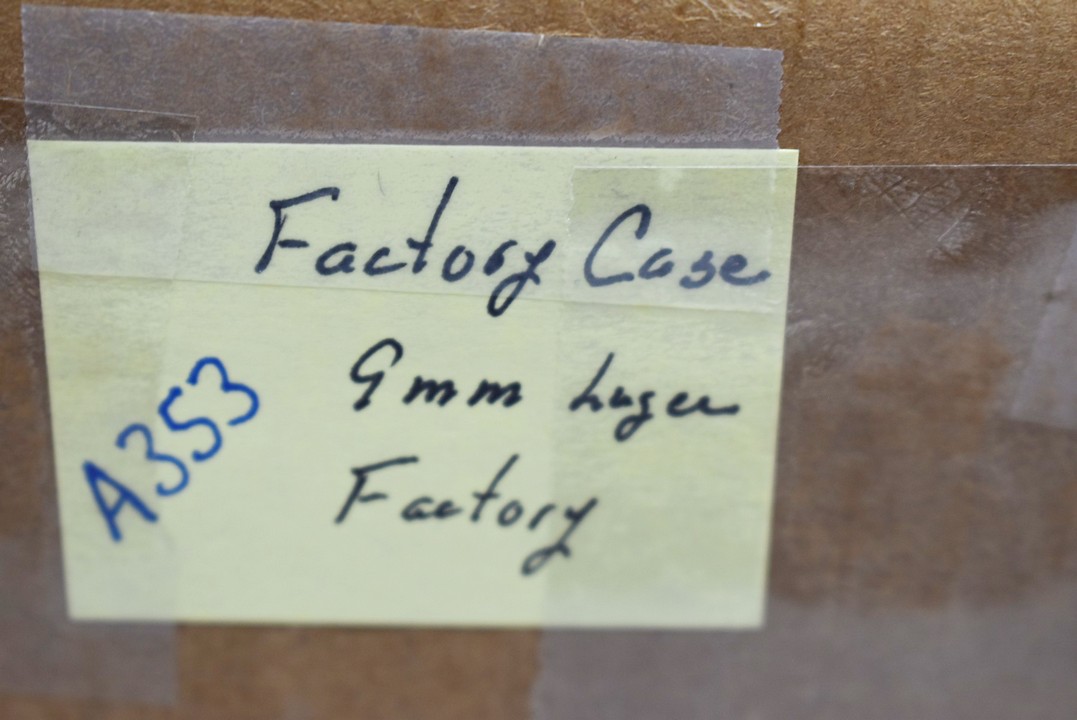 Factory Case
9mm Luger
Factory
A353